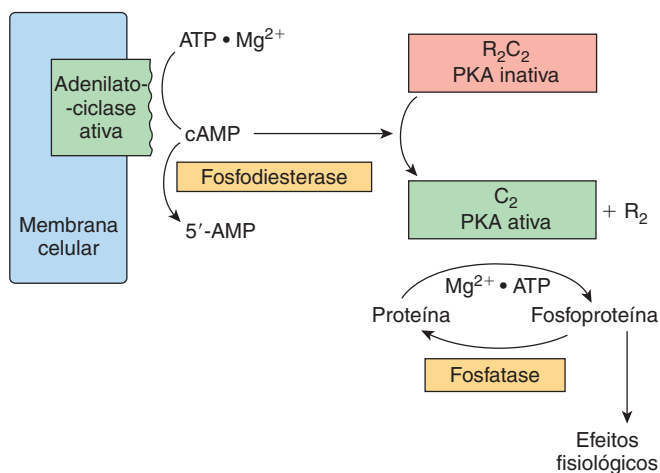 ATP • Mg²⁺
Adenilato-
-ciclase
ativa
cAMP
Fosfodiesterase
5′-AMP
Membrana
celular
R₂C₂
PKA inativa
C₂
PKA ativa
+ R₂
Mg²⁺ • ATP
Proteína
Fosfoproteína
Fosfatase
Efeitos
fisiológicos